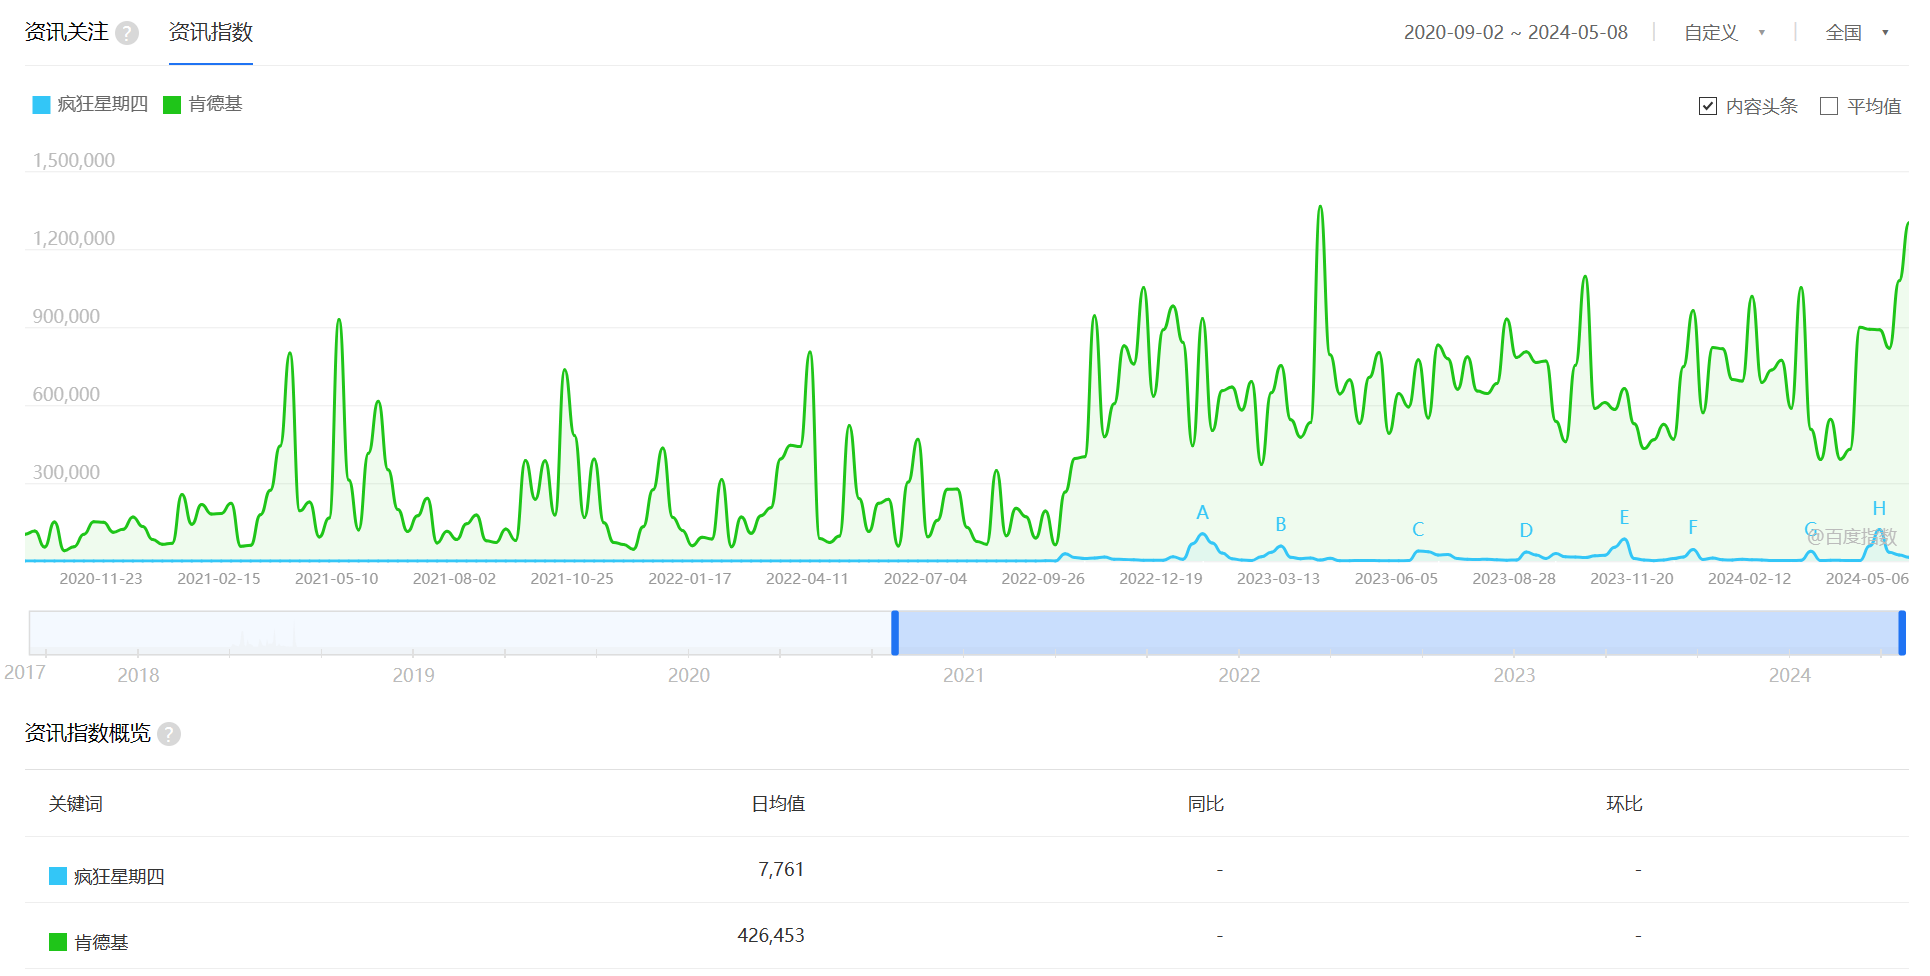 资讯关注 ? 资讯指数 2020-09-02 ~ 2024-05-08 自定义 全国
疯狂星期四 肯德基 内容头条 平均值
1,500,000
1,200,000
900,000
600,000
300,000
A B C D E F G H
@百度指数
2020-11-23 2021-02-15 2021-05-10 2021-08-02 2021-10-25 2022-01-17 2022-04-11 2022-07-04 2022-09-26 2022-12-19 2023-03-13 2023-06-05 2023-08-28 2023-11-20 2024-02-12 2024-05-06
2017 2018 2019 2020 2021 2022 2023 2024
资讯指数概览 ?
关键词 日均值 同比 环比
疯狂星期四 7,761 - -
肯德基 426,453 - -